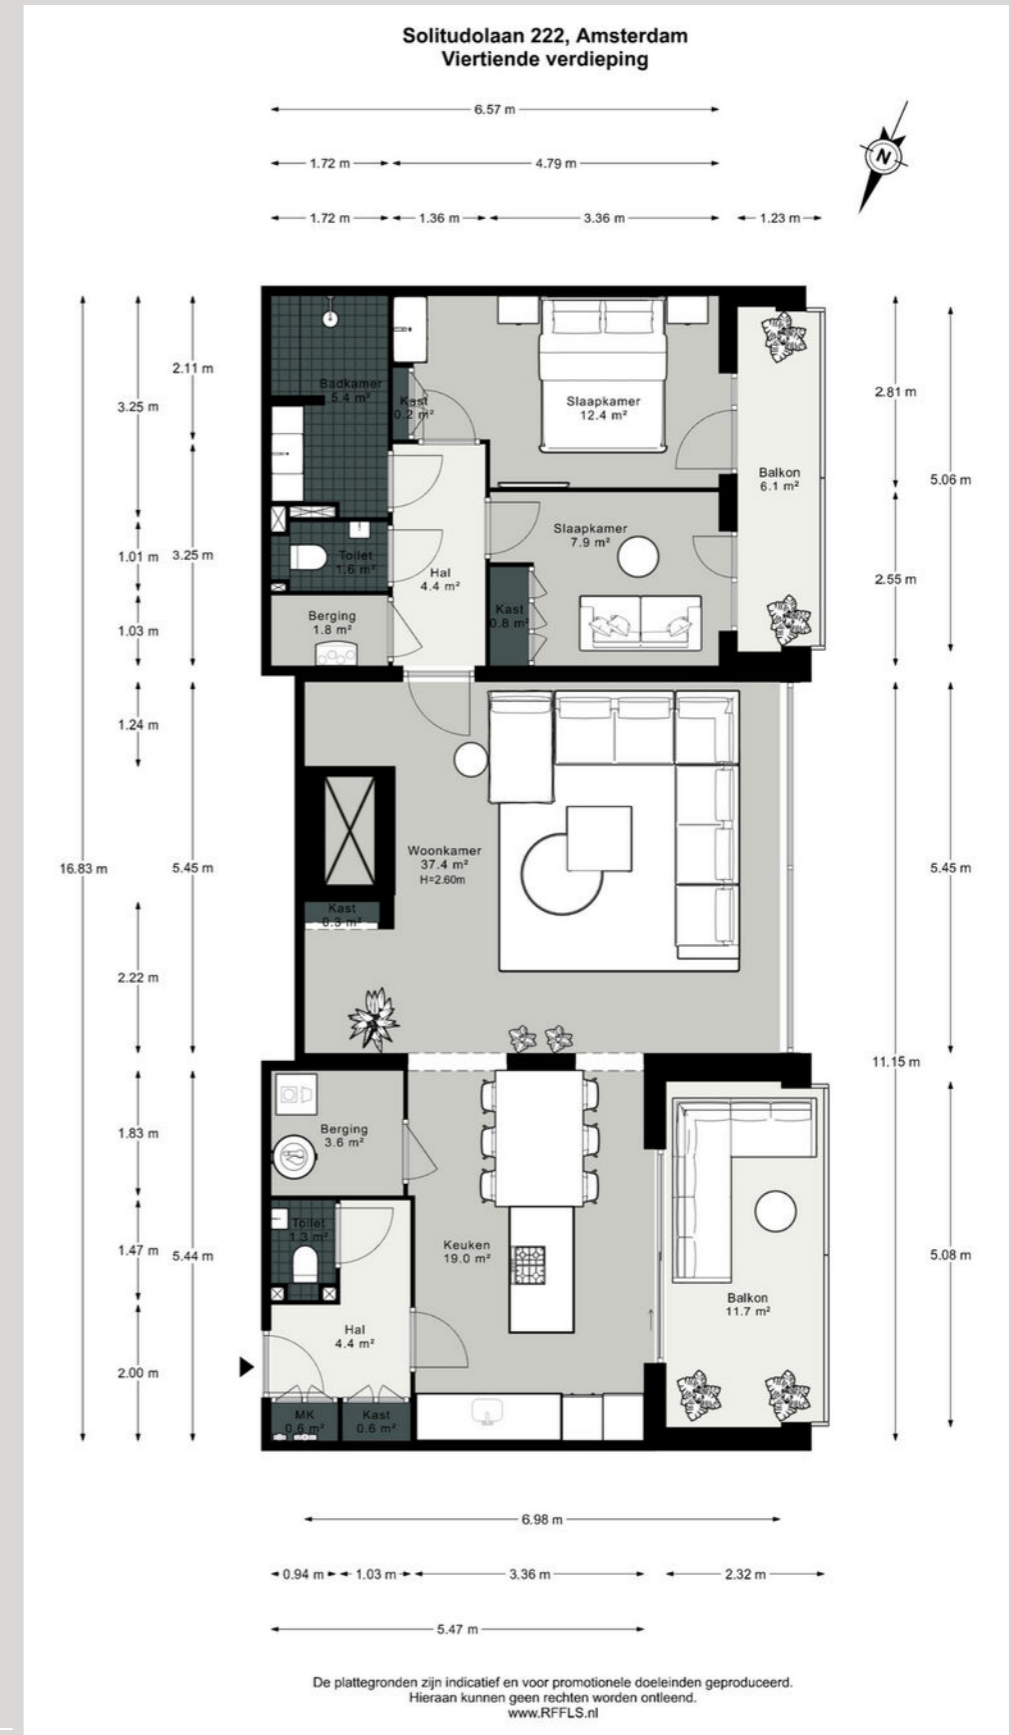 Solitudolaan 222, Amsterdam
Viertiende verdieping
6.57 m
1.72 m
4.79 m
1.72 m
1.36 m
3.36 m
1.23 m
N
2.11 m
3.25 m
2.81 m
Badkamer
5.4 m²
Kast
0.2 m²
Slaapkamer
12.4 m²
Balkon
6.1 m²
5.06 m
1.01 m
3.25 m
Toilet
1.6 m²
Hal
4.4 m²
Slaapkamer
7.9 m²
2.55 m
1.03 m
Berging
1.8 m²
Kast
0.8 m²
1.24 m
16.83 m
5.45 m
Woonkamer
37.4 m²
H=2.60m
5.45 m
Kast
0.3 m²
2.22 m
11.15 m
1.83 m
Berging
3.6 m²
1.47 m
5.44 m
Toilet
1.3 m²
Keuken
19.0 m²
5.08 m
Balkon
11.7 m²
Hal
4.4 m²
2.00 m
MK
0.6 m²
Kast
0.6 m²
6.98 m
0.94 m
1.03 m
3.36 m
2.32 m
5.47 m
De plattegronden zijn indicatief en voor promotionele doeleinden geproduceerd.
Hieraan kunnen geen rechten worden ontleend.
www.RFFLS.nl